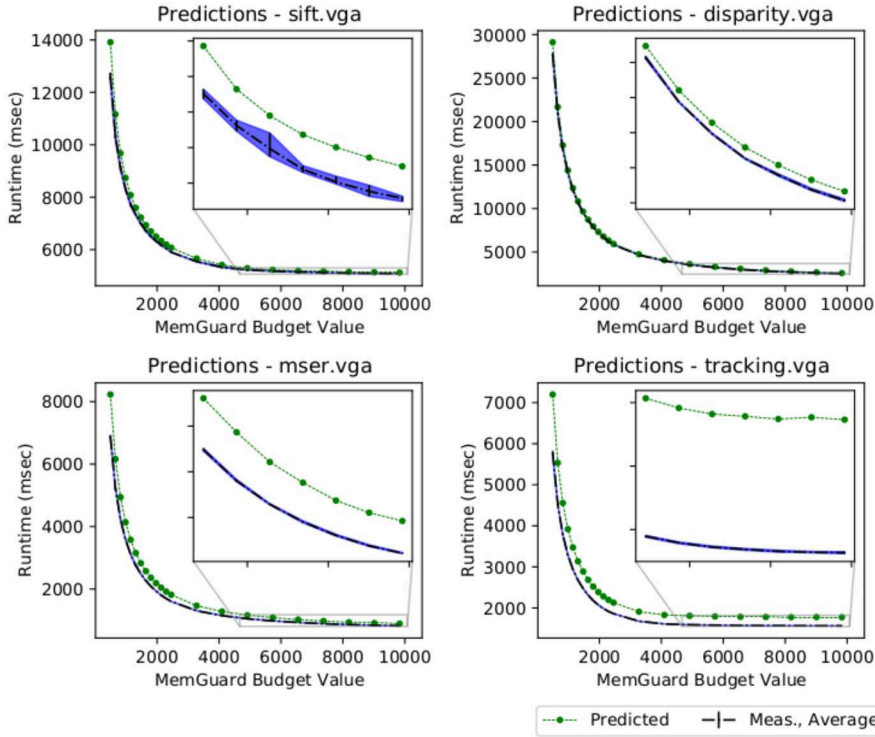 Predictions - sift.vga
Predictions - disparity.vga
14000
12000
10000
8000
6000
Runtime (msec)
2000 4000 6000 8000 10000
MemGuard Budget Value
30000
25000
20000
15000
10000
5000
Runtime (msec)
2000 4000 6000 8000 10000
MemGuard Budget Value
Predictions - mser.vga
Predictions - tracking.vga
8000
6000
4000
2000
Runtime (msec)
2000 4000 6000 8000 10000
MemGuard Budget Value
7000
6000
5000
4000
3000
2000
Runtime (msec)
2000 4000 6000 8000 10000
MemGuard Budget Value
Predicted
Meas., Average